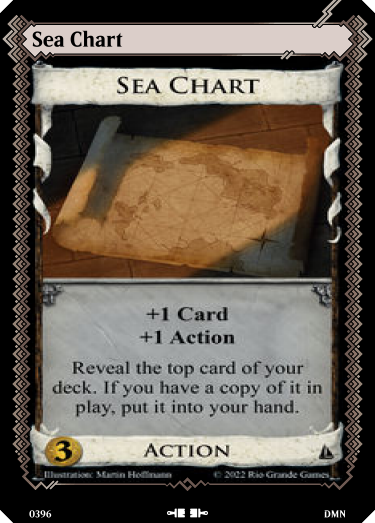 Sea Chart
SEA CHART
+1 Card
+1 Action
Reveal the top card of your
deck. If you have a copy of it in
play, put it into your hand.
3
ACTION
Illustration: Martin Hoffmann
© 2022 Rio Grande Games
0396
DMN